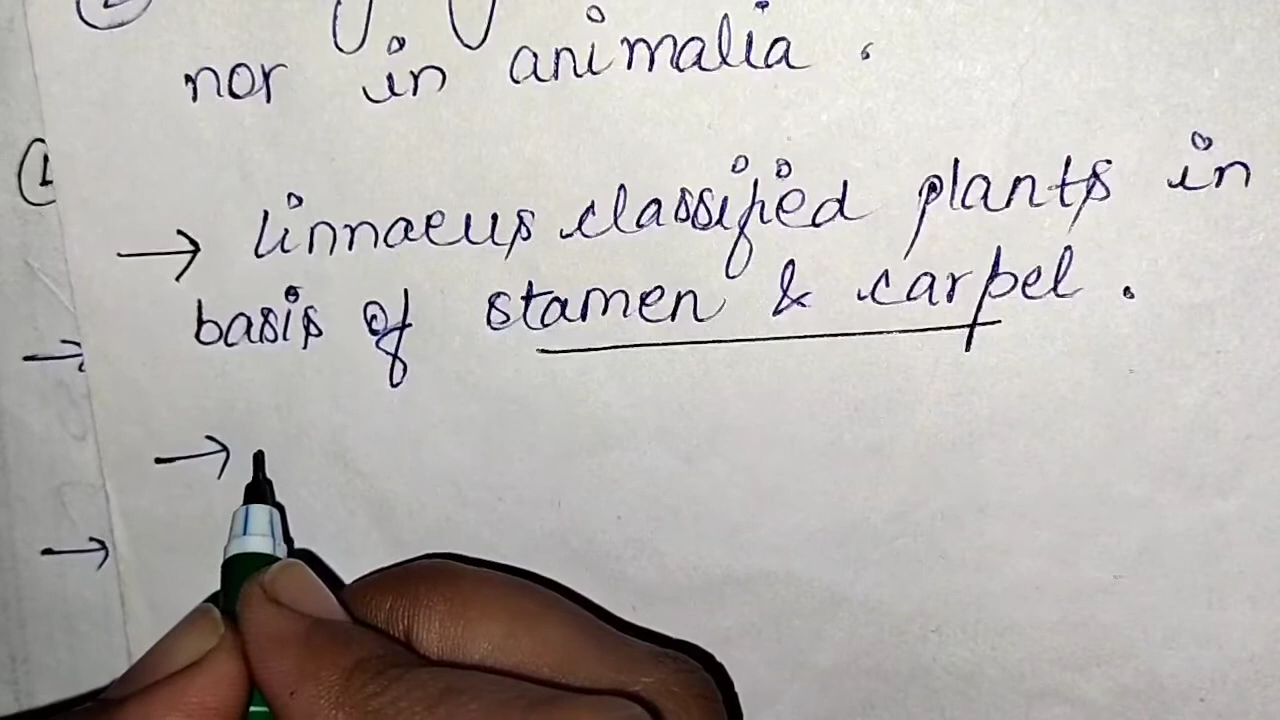 nor in animalia.
→ Linnaeus classified plants in
basis of stamen & carpel.
→